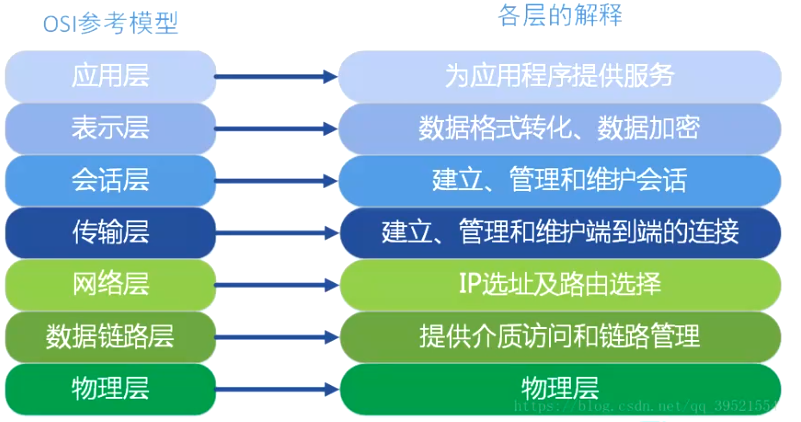 OSI参考模型
各层的解释
应用层
为应用程序提供服务
表示层
数据格式转化、数据加密
会话层
建立、管理和维护会话
传输层
建立、管理和维护端到端的连接
网络层
IP选址及路由选择
数据链路层
提供介质访问和链路管理
物理层
物理层
https://blog.csdn.net/qq_39521554